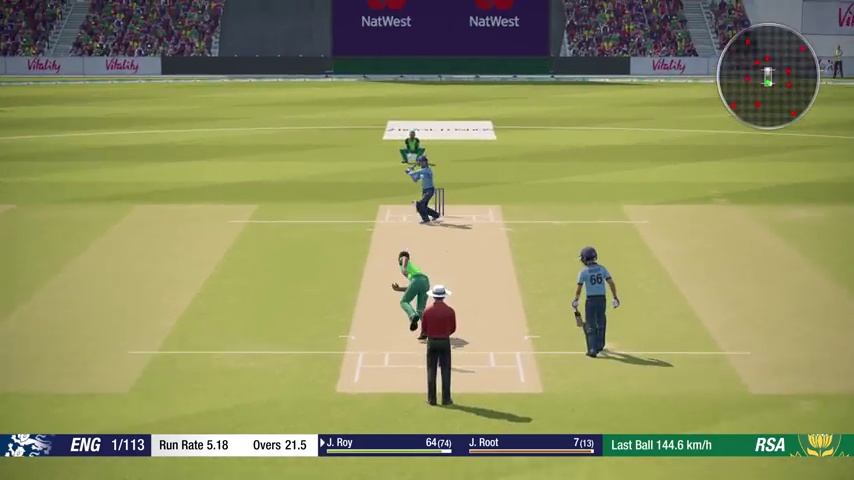 NatWest
NatWest
Vitality
Vitality
Vitality
66
ENG 1/113
Run Rate 5.18
Overs 21.5
J. Roy 64 (74)
J. Root 7 (13)
Last Ball 144.6 km/h
RSA